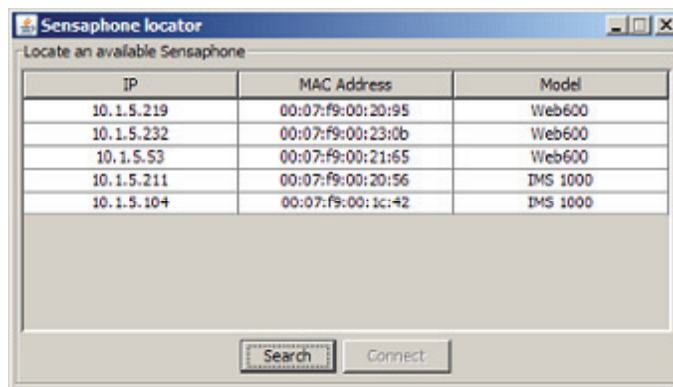 Sensaphone locator
Locate an available Sensaphone
IP MAC Address Model
10.1.5.219 00:07:f9:00:20:95 Web600
10.1.5.232 00:07:f9:00:23:0b Web600
10.1.5.53 00:07:f9:00:21:65 Web600
10.1.5.211 00:07:f9:00:20:56 IMS 1000
10.1.5.104 00:07:f9:00:1c:42 IMS 1000
Search Connect